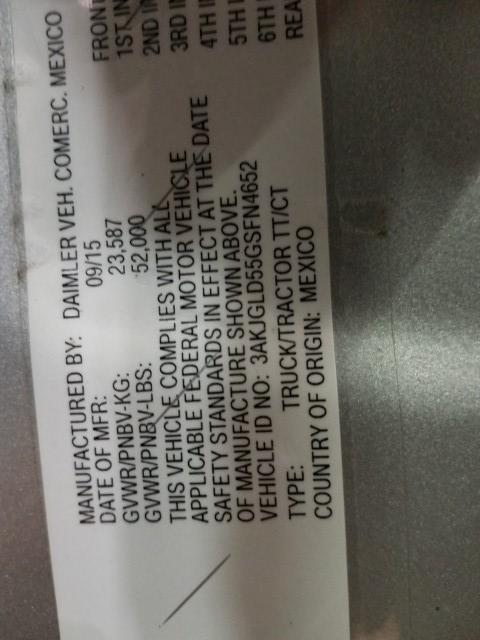 MANUFACTURED BY: DAIMLER VEH. COMERC. MEXICO
DATE OF MFR: 09/15
GVWR/PNBV-KG: 23,587
GVWR/PNBV-LBS: 52,000
THIS VEHICLE COMPLIES WITH ALL
APPLICABLE FEDERAL MOTOR VEHICLE
SAFETY STANDARDS IN EFFECT AT THE DATE
OF MANUFACTURE SHOWN ABOVE.
VEHICLE ID NO: 3AKJGLD55GSFN4652
TYPE: TRUCK/TRACTOR TT/CT
COUNTRY OF ORIGIN: MEXICO
FRON
1ST IN
2ND I
3RD I
4TH I
5TH I
6TH I
REA